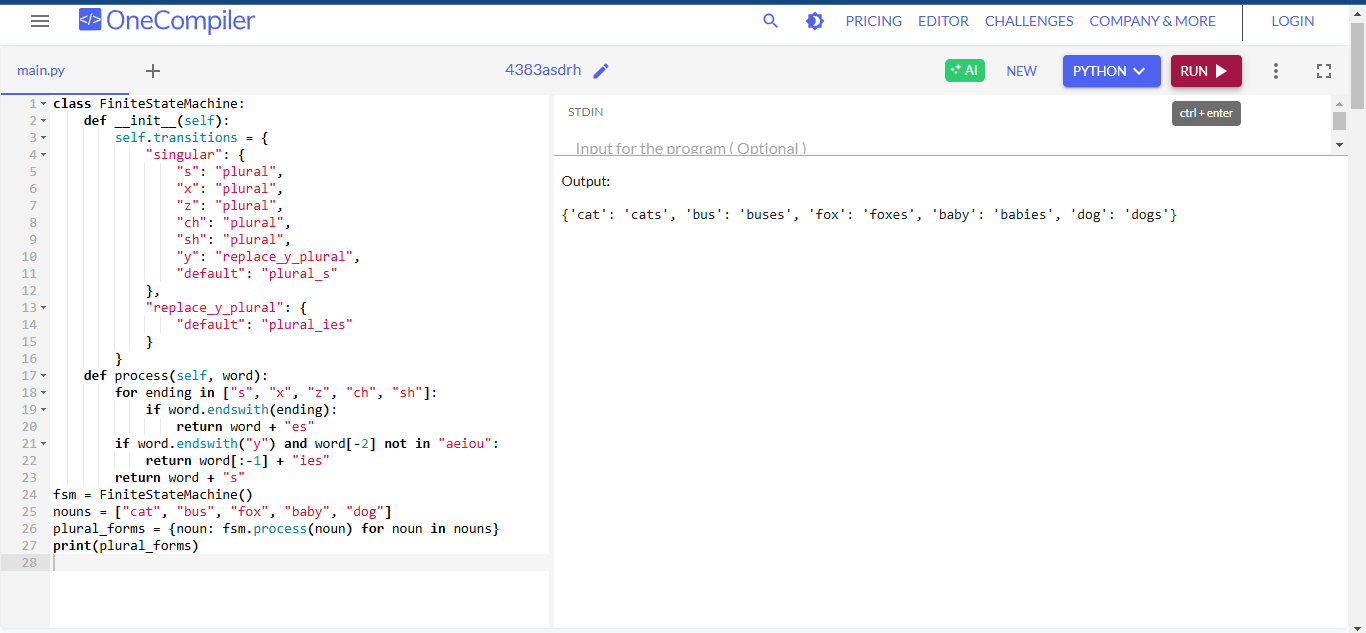 </> OneCompiler
PRICING EDITOR CHALLENGES COMPANY & MORE LOGIN
main.py + 4383asdrh AI NEW PYTHON RUN
ctrl + enter
1 class FiniteStateMachine:
2     def __init__(self):
3         self.transitions = {
4             "singular": {
5                 "s": "plural",
6                 "x": "plural",
7                 "z": "plural",
8                 "ch": "plural",
9                 "sh": "plural",
10                 "y": "replace_y_plural",
11                 "default": "plural_s"
12             },
13             "replace_y_plural": {
14                 "default": "plural_ies"
15             }
16         }
17     def process(self, word):
18         for ending in ["s", "x", "z", "ch", "sh"]:
19             if word.endswith(ending):
20                 return word + "es"
21         if word.endswith("y") and word[-2] not in "aeiou":
22             return word[:-1] + "ies"
23         return word + "s"
24 fsm = FiniteStateMachine()
25 nouns = ["cat", "bus", "fox", "baby", "dog"]
26 plural_forms = {noun: fsm.process(noun) for noun in nouns}
27 print(plural_forms)
28
STDIN
Input for the program ( Optional )
Output:
{'cat': 'cats', 'bus': 'buses', 'fox': 'foxes', 'baby': 'babies', 'dog': 'dogs'}